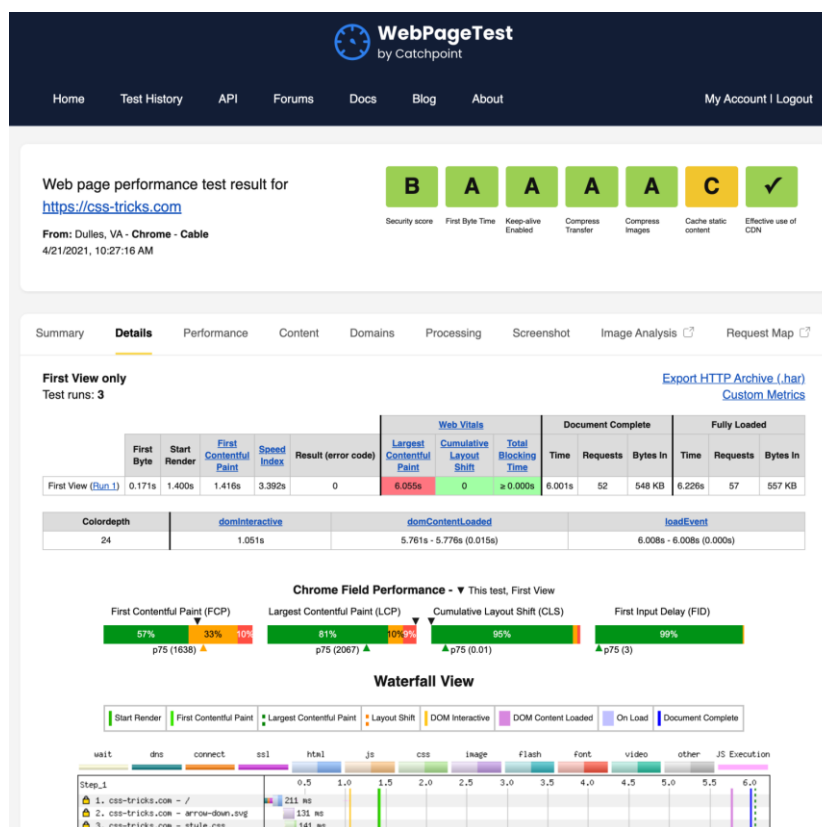 WebPageTest
by Catchpoint
Home Test History API Forums Docs Blog About My Account | Logout
Web page performance test result for
https://css-tricks.com
From: Dulles, VA - Chrome - Cable
4/21/2021, 10:27:16 AM
B A A A A C ✓
Security score First Byte Time Keep-alive Enabled Compress Transfer Compress Images Cache static content Effective use of CDN
Summary Details Performance Content Domains Processing Screenshot Image Analysis Request Map
First View only
Test runs: 3
Export HTTP Archive (.har)
Custom Metrics
Web Vitals Document Complete Fully Loaded
First Byte Start Render First Contentful Paint Speed Index Result (error code) Largest Contentful Paint Cumulative Layout Shift Total Blocking Time Time Requests Bytes In Time Requests Bytes In
First View (Run 1) 0.171s 1.400s 1.416s 3.392s 0 6.055s 0 ≥ 0.000s 6.001s 52 548 KB 6.226s 57 557 KB
Colordepth domInteractive domContentLoaded loadEvent
24 1.051s 5.761s - 5.776s (0.015s) 6.008s - 6.008s (0.000s)
Chrome Field Performance - ▼ This test, First View
First Contentful Paint (FCP) Largest Contentful Paint (LCP) Cumulative Layout Shift (CLS) First Input Delay (FID)
57% 33% 10% 81% 10% 9% 95% 99%
p75 (1638) p75 (2067) p75 (0.01) p75 (3)
Waterfall View
Start Render First Contentful Paint Largest Contentful Paint Layout Shift DOM Interactive DOM Content Loaded On Load Document Complete
wait dns connect ssl html js css image flash font video other JS Execution
Step_1 0.5 1.0 1.5 2.0 2.5 3.0 3.5 4.0 4.5 5.0 5.5 6.0
1. css-tricks.com - / 211 ms
2. css-tricks.com - arrow-down.svg 131 ms
3. css-tricks.com - style.css 141 ms